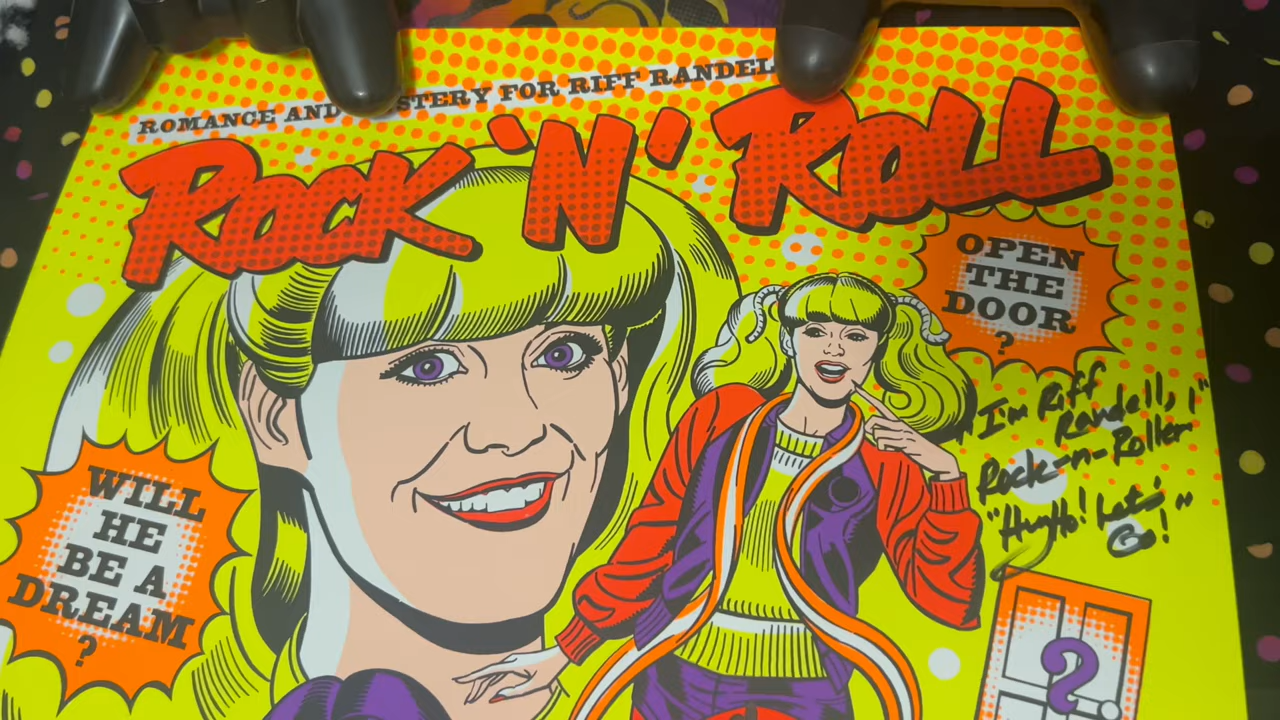 ROMANCE AND MYSTERY FOR RIFF RANDELL
ROCK 'N' ROLL
OPEN
THE
DOOR
?
"I'm Riff
Randell,
Rock-n-Roller!"
Let's
Go!"
WILL
HE
BE A
DREAM
?
?